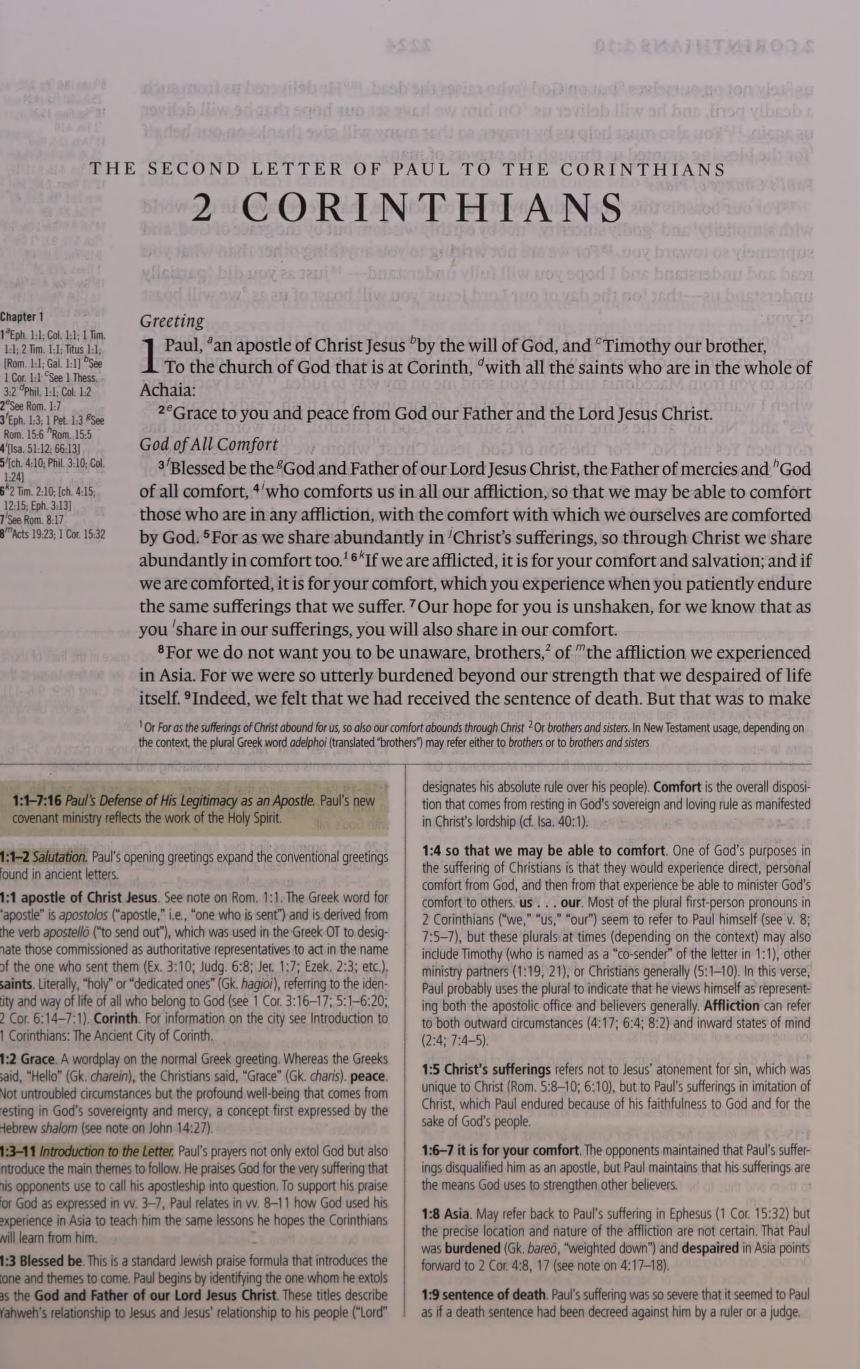 THE SECOND LETTER OF PAUL TO THE CORINTHIANS
2 CORINTHIANS
Chapter 1
1ᵃEph. 1:1; Col. 1:1; 1 Tim.
1:1; 2 Tim. 1:1; Titus 1:1;
[Rom. 1:1; Gal. 1:1] ᵇSee
1 Cor. 1:1 ᶜSee 1 Thess.
3:2 ᵈPhil. 1:1; Col. 1:2
2ᵉSee Rom. 1:7
3ᶠEph. 1:3; 1 Pet. 1:3 ᵍSee
Rom. 15:6 ʰRom. 15:5
4ⁱ[Isa. 51:12; 66:13]
5ʲ[ch. 4:10; Phil. 3:10; Col.
1:24]
6ᵏ2 Tim. 2:10; [ch. 4:15;
12:15; Eph. 3:13]
7ˡSee Rom. 8:17
8ᵐActs 19:23; 1 Cor. 15:32
Greeting
1 Paul, ᵃan apostle of Christ Jesus ᵇby the will of God, and ᶜTimothy our brother,
To the church of God that is at Corinth, ᵈwith all the saints who are in the whole of
Achaia:
²ᵉGrace to you and peace from God our Father and the Lord Jesus Christ.
God of All Comfort
³ᶠBlessed be the ᵍGod and Father of our Lord Jesus Christ, the Father of mercies and ʰGod
of all comfort, ⁴ⁱwho comforts us in all our affliction, so that we may be able to comfort
those who are in any affliction, with the comfort with which we ourselves are comforted
by God. ⁵For as we share abundantly in ʲChrist's sufferings, so through Christ we share
abundantly in comfort too.¹ ⁶ᵏIf we are afflicted, it is for your comfort and salvation; and if
we are comforted, it is for your comfort, which you experience when you patiently endure
the same sufferings that we suffer. ⁷Our hope for you is unshaken, for we know that as
you ˡshare in our sufferings, you will also share in our comfort.
⁸For we do not want you to be unaware, brothers,² of ᵐthe affliction we experienced
in Asia. For we were so utterly burdened beyond our strength that we despaired of life
itself. ⁹Indeed, we felt that we had received the sentence of death. But that was to make
¹ Or For as the sufferings of Christ abound for us, so also our comfort abounds through Christ ² Or brothers and sisters. In New Testament usage, depending on
the context, the plural Greek word adelphoi (translated "brothers") may refer either to brothers or to brothers and sisters
1:1–7:16 Paul's Defense of His Legitimacy as an Apostle. Paul's new
covenant ministry reflects the work of the Holy Spirit.
1:1–2 Salutation. Paul's opening greetings expand the conventional greetings
found in ancient letters.
1:1 apostle of Christ Jesus. See note on Rom. 1:1. The Greek word for
"apostle" is apostolos ("apostle," i.e., "one who is sent") and is derived from
the verb apostellō ("to send out"), which was used in the Greek OT to desig-
nate those commissioned as authoritative representatives to act in the name
of the one who sent them (Ex. 3:10; Judg. 6:8; Jer. 1:7; Ezek. 2:3; etc.).
saints. Literally, "holy" or "dedicated ones" (Gk. hagioi), referring to the iden-
tity and way of life of all who belong to God (see 1 Cor. 3:16–17; 5:1–6:20;
2 Cor. 6:14–7:1). Corinth. For information on the city see Introduction to
1 Corinthians: The Ancient City of Corinth.
1:2 Grace. A wordplay on the normal Greek greeting. Whereas the Greeks
said, "Hello" (Gk. charein), the Christians said, "Grace" (Gk. charis). peace.
Not untroubled circumstances but the profound well-being that comes from
resting in God's sovereignty and mercy, a concept first expressed by the
Hebrew shalom (see note on John 14:27).
1:3–11 Introduction to the Letter. Paul's prayers not only extol God but also
introduce the main themes to follow. He praises God for the very suffering that
his opponents use to call his apostleship into question. To support his praise
for God as expressed in vv. 3–7, Paul relates in vv. 8–11 how God used his
experience in Asia to teach him the same lessons he hopes the Corinthians
will learn from him.
1:3 Blessed be. This is a standard Jewish praise formula that introduces the
tone and themes to come. Paul begins by identifying the one whom he extols
as the God and Father of our Lord Jesus Christ. These titles describe
Yahweh's relationship to Jesus and Jesus' relationship to his people ("Lord"
designates his absolute rule over his people). Comfort is the overall disposi-
tion that comes from resting in God's sovereign and loving rule as manifested
in Christ's lordship (cf. Isa. 40:1).
1:4 so that we may be able to comfort. One of God's purposes in
the suffering of Christians is that they would experience direct, personal
comfort from God, and then from that experience be able to minister God's
comfort to others. us . . . our. Most of the plural first-person pronouns in
2 Corinthians ("we," "us," "our") seem to refer to Paul himself (see v. 8;
7:5–7), but these plurals at times (depending on the context) may also
include Timothy (who is named as a "co-sender" of the letter in 1:1), other
ministry partners (1:19, 21), or Christians generally (5:1–10). In this verse,
Paul probably uses the plural to indicate that he views himself as represent-
ing both the apostolic office and believers generally. Affliction can refer
to both outward circumstances (4:17; 6:4; 8:2) and inward states of mind
(2:4; 7:4–5).
1:5 Christ's sufferings refers not to Jesus' atonement for sin, which was
unique to Christ (Rom. 5:8–10; 6:10), but to Paul's sufferings in imitation of
Christ, which Paul endured because of his faithfulness to God and for the
sake of God's people.
1:6–7 it is for your comfort. The opponents maintained that Paul's suffer-
ings disqualified him as an apostle, but Paul maintains that his sufferings are
the means God uses to strengthen other believers.
1:8 Asia. May refer back to Paul's suffering in Ephesus (1 Cor. 15:32) but
the precise location and nature of the affliction are not certain. That Paul
was burdened (Gk. bareō, "weighted down") and despaired in Asia points
forward to 2 Cor. 4:8, 17 (see note on 4:17–18).
1:9 sentence of death. Paul's suffering was so severe that it seemed to Paul
as if a death sentence had been decreed against him by a ruler or a judge.